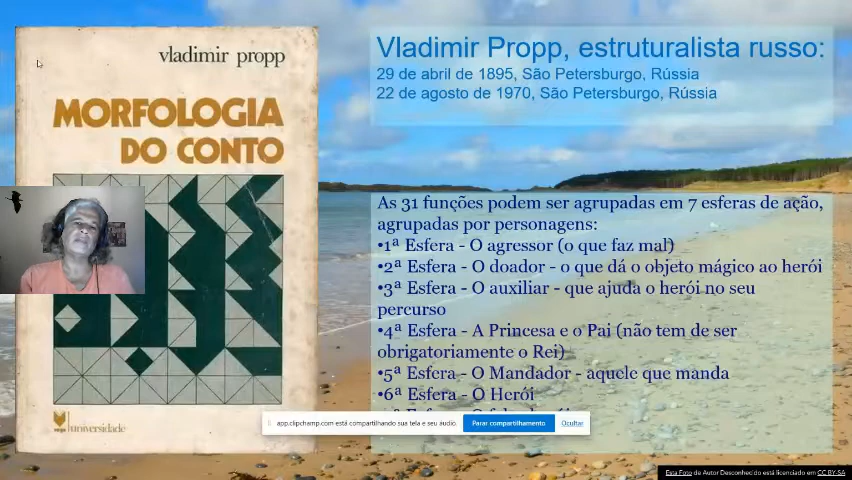 vladimir propp
MORFOLOGIA
DO CONTO
vega universidade
Vladimir Propp, estruturalista russo:
29 de abril de 1895, São Petersburgo, Rússia
22 de agosto de 1970, São Petersburgo, Rússia
As 31 funções podem ser agrupadas em 7 esferas de ação,
agrupadas por personagens:
•1ª Esfera - O agressor (o que faz mal)
•2ª Esfera - O doador - o que dá o objeto mágico ao herói
•3ª Esfera - O auxiliar - que ajuda o herói no seu
percurso
•4ª Esfera - A Princesa e o Pai (não tem de ser
obrigatoriamente o Rei)
•5ª Esfera - O Mandador - aquele que manda
•6ª Esfera - O Herói
app.clipchamp.com está compartilhando sua tela e seu áudio. Parar compartilhamento Ocultar
Esta Foto de Autor Desconhecido está licenciado em CC BY-SA